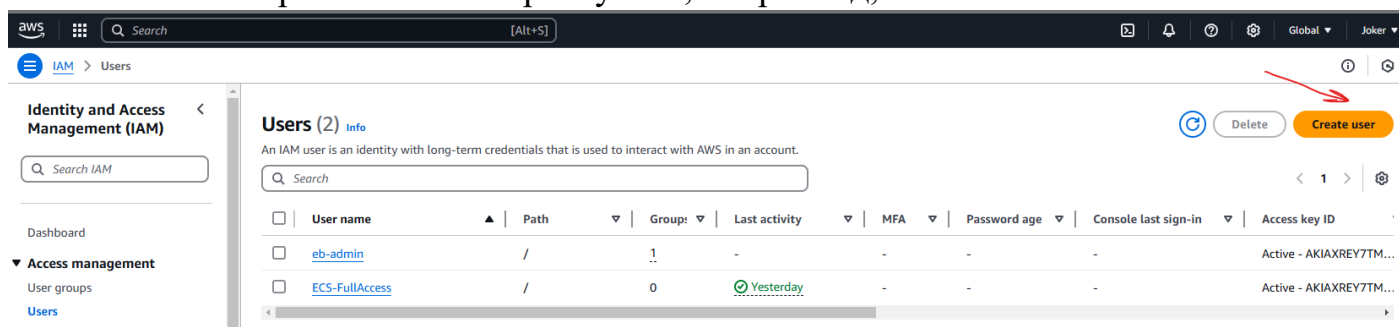 aws Search [Alt+S] Global Joker
IAM > Users
Identity and Access Management (IAM)
Search IAM
Dashboard
Access management
User groups
Users
Users (2) Info
Delete
Create user
An IAM user is an identity with long-term credentials that is used to interact with AWS in an account.
Search
1
User name Path Groups Last activity MFA Password age Console last sign-in Access key ID
eb-admin / 1 - - - - Active - AKIAXREY7TM...
ECS-FullAccess / 0 Yesterday - - - Active - AKIAXREY7TM...